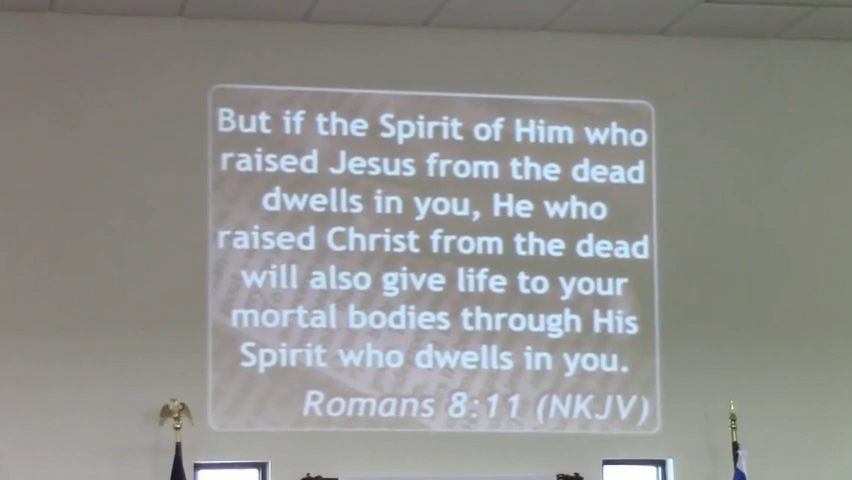 But if the Spirit of Him who
raised Jesus from the dead
dwells in you, He who
raised Christ from the dead
will also give life to your
mortal bodies through His
Spirit who dwells in you.
Romans 8:11 (NKJV)